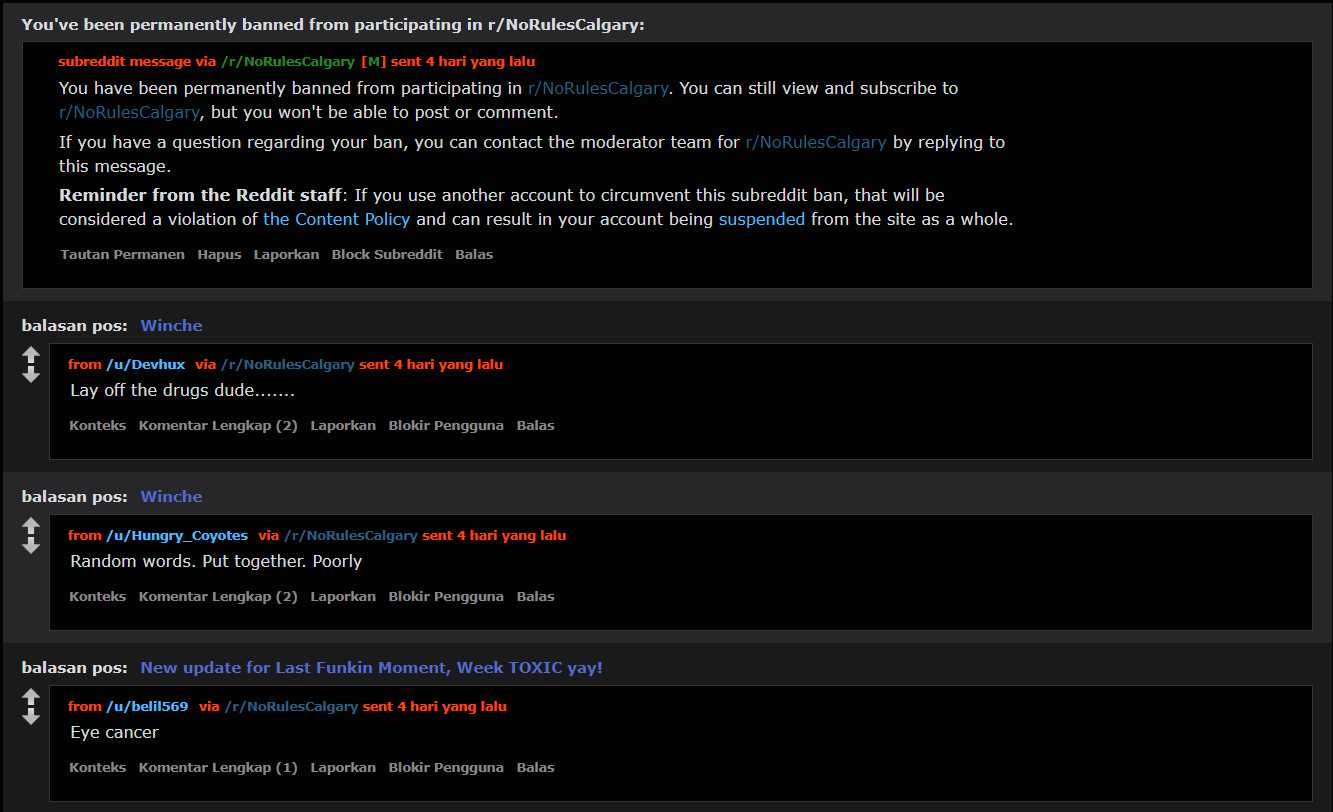 You've been permanently banned from participating in r/NoRulesCalgary:
subreddit message via /r/NoRulesCalgary [M] sent 4 hari yang lalu
You have been permanently banned from participating in r/NoRulesCalgary. You can still view and subscribe to
r/NoRulesCalgary, but you won't be able to post or comment.
If you have a question regarding your ban, you can contact the moderator team for r/NoRulesCalgary by replying to
this message.
Reminder from the Reddit staff: If you use another account to circumvent this subreddit ban, that will be
considered a violation of the Content Policy and can result in your account being suspended from the site as a whole.
Tautan Permanen Hapus Laporkan Block Subreddit Balas
balasan pos: Winche
from /u/Devhux via /r/NoRulesCalgary sent 4 hari yang lalu
Lay off the drugs dude.......
Konteks Komentar Lengkap (2) Laporkan Blokir Pengguna Balas
balasan pos: Winche
from /u/Hungry_Coyotes via /r/NoRulesCalgary sent 4 hari yang lalu
Random words. Put together. Poorly
Konteks Komentar Lengkap (2) Laporkan Blokir Pengguna Balas
balasan pos: New update for Last Funkin Moment, Week TOXIC yay!
from /u/belil569 via /r/NoRulesCalgary sent 4 hari yang lalu
Eye cancer
Konteks Komentar Lengkap (1) Laporkan Blokir Pengguna Balas